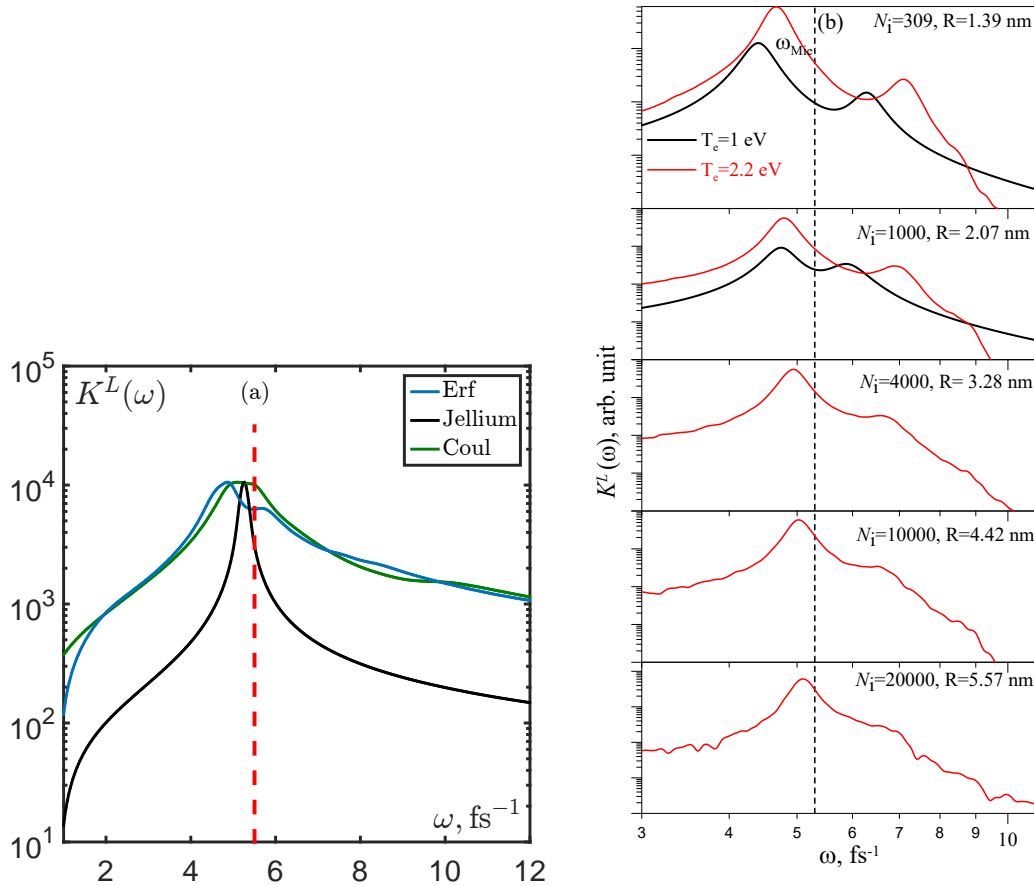 K^L(ω)
(a)
Erf
Jellium
Coul
10^5
10^4
10^3
10^2
10^1
2
4
6
8
10
12
ω, fs^−1
(b)
N_i=309, R=1.39 nm
ω_Mie
T_e=1 eV
T_e=2.2 eV
N_i=1000, R= 2.07 nm
N_i=4000, R= 3.28 nm
N_i=10000, R=4.42 nm
N_i=20000, R=5.57 nm
K^L(ω), arb. unit
3
4
5
6
7
8
9
10
ω, fs^-1